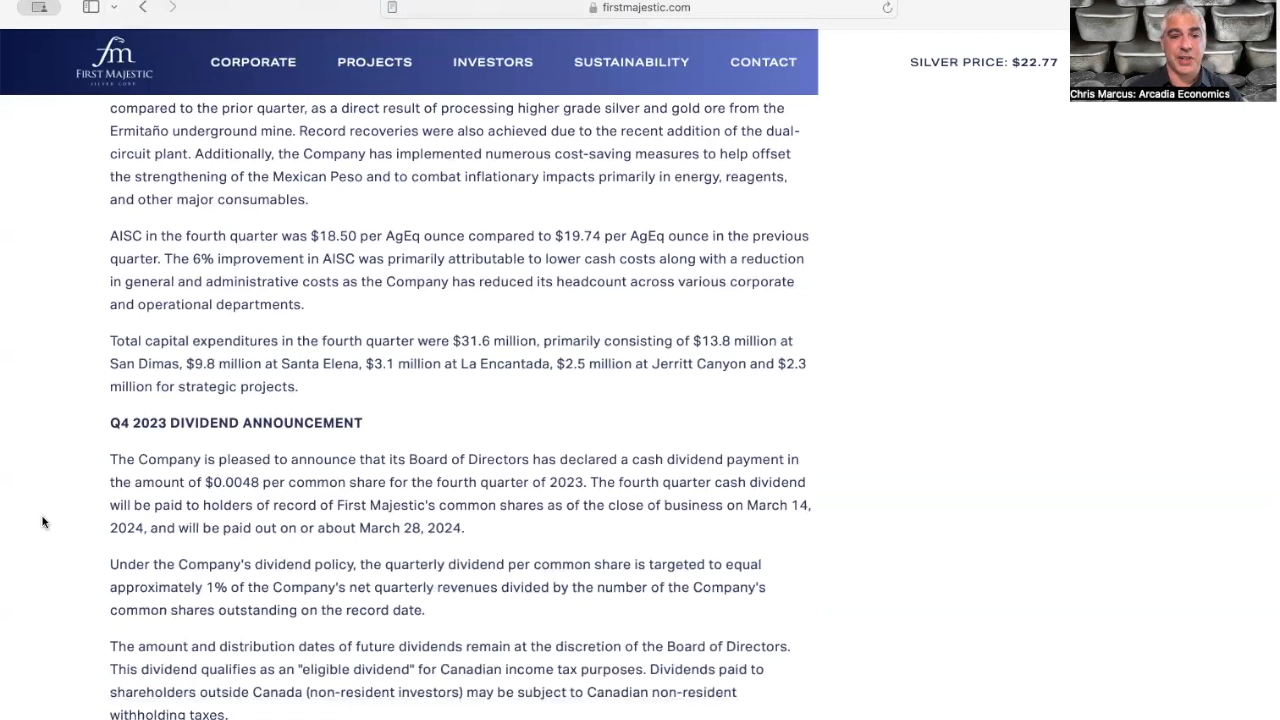 firstmajestic.com
fm
FIRST MAJESTIC
SILVER CORP
CORPORATE PROJECTS INVESTORS SUSTAINABILITY CONTACT
SILVER PRICE: $22.77
Chris Marcus: Arcadia Economics
compared to the prior quarter, as a direct result of processing higher grade silver and gold ore from the
Ermitaño underground mine. Record recoveries were also achieved due to the recent addition of the dual-
circuit plant. Additionally, the Company has implemented numerous cost-saving measures to help offset
the strengthening of the Mexican Peso and to combat inflationary impacts primarily in energy, reagents,
and other major consumables.
AISC in the fourth quarter was $18.50 per AgEq ounce compared to $19.74 per AgEq ounce in the previous
quarter. The 6% improvement in AISC was primarily attributable to lower cash costs along with a reduction
in general and administrative costs as the Company has reduced its headcount across various corporate
and operational departments.
Total capital expenditures in the fourth quarter were $31.6 million, primarily consisting of $13.8 million at
San Dimas, $9.8 million at Santa Elena, $3.1 million at La Encantada, $2.5 million at Jerritt Canyon and $2.3
million for strategic projects.
Q4 2023 DIVIDEND ANNOUNCEMENT
The Company is pleased to announce that its Board of Directors has declared a cash dividend payment in
the amount of $0.0048 per common share for the fourth quarter of 2023. The fourth quarter cash dividend
will be paid to holders of record of First Majestic's common shares as of the close of business on March 14,
2024, and will be paid out on or about March 28, 2024.
Under the Company's dividend policy, the quarterly dividend per common share is targeted to equal
approximately 1% of the Company's net quarterly revenues divided by the number of the Company's
common shares outstanding on the record date.
The amount and distribution dates of future dividends remain at the discretion of the Board of Directors.
This dividend qualifies as an "eligible dividend" for Canadian income tax purposes. Dividends paid to
shareholders outside Canada (non-resident investors) may be subject to Canadian non-resident
withholding taxes.